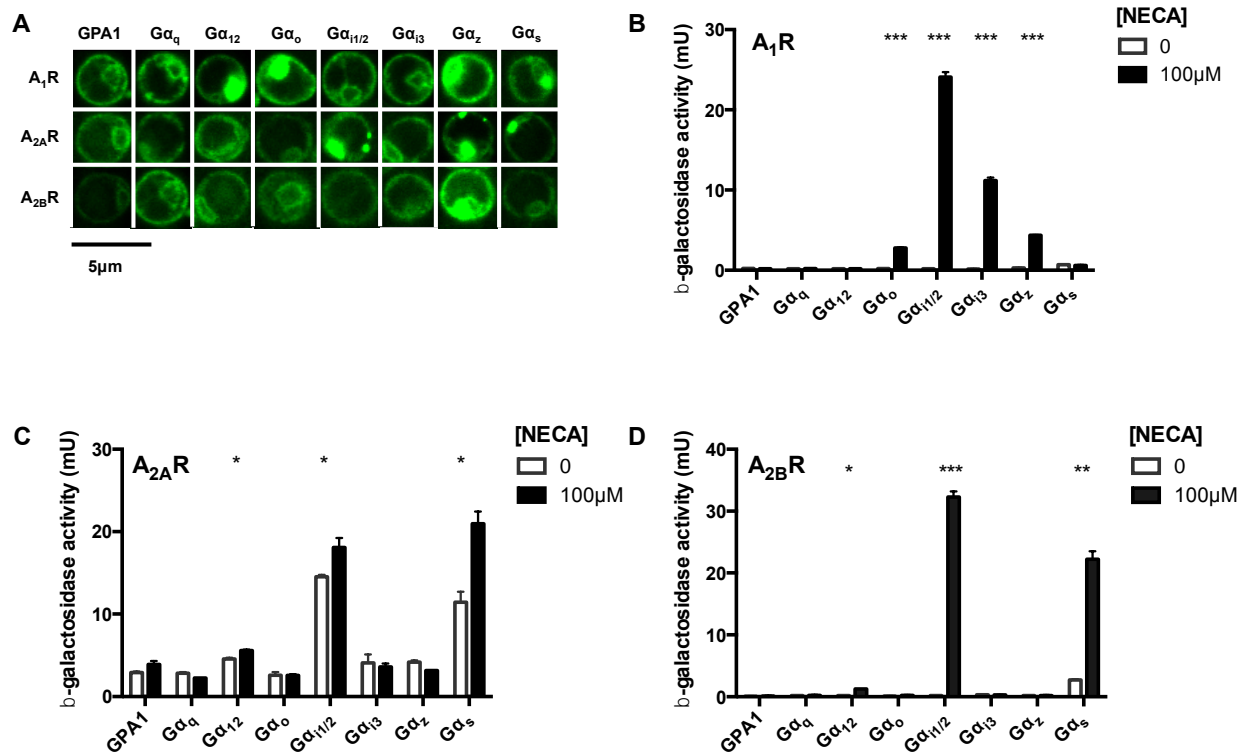 A
GPA1 Gαq Gα12 Gαo Gαi1/2 Gαi3 Gαz Gαs
A1R
A2AR
A2BR
5µm
B
A1R
[NECA]
0
100µM
*** *** *** ***
b-galactosidase activity (mU)
30
20
10
0
GPA1 Gαq Gα12 Gαo Gαi1/2 Gαi3 Gαz Gαs
C
A2AR
[NECA]
0
100µM
* * *
b-galactosidase activity (mU)
30
20
10
0
GPA1 Gαq Gα12 Gαo Gαi1/2 Gαi3 Gαz Gαs
D
A2BR
[NECA]
0
100µM
* *** **
b-galactosidase activity (mU)
40
30
20
10
0
GPA1 Gαq Gα12 Gαo Gαi1/2 Gαi3 Gαz Gαs